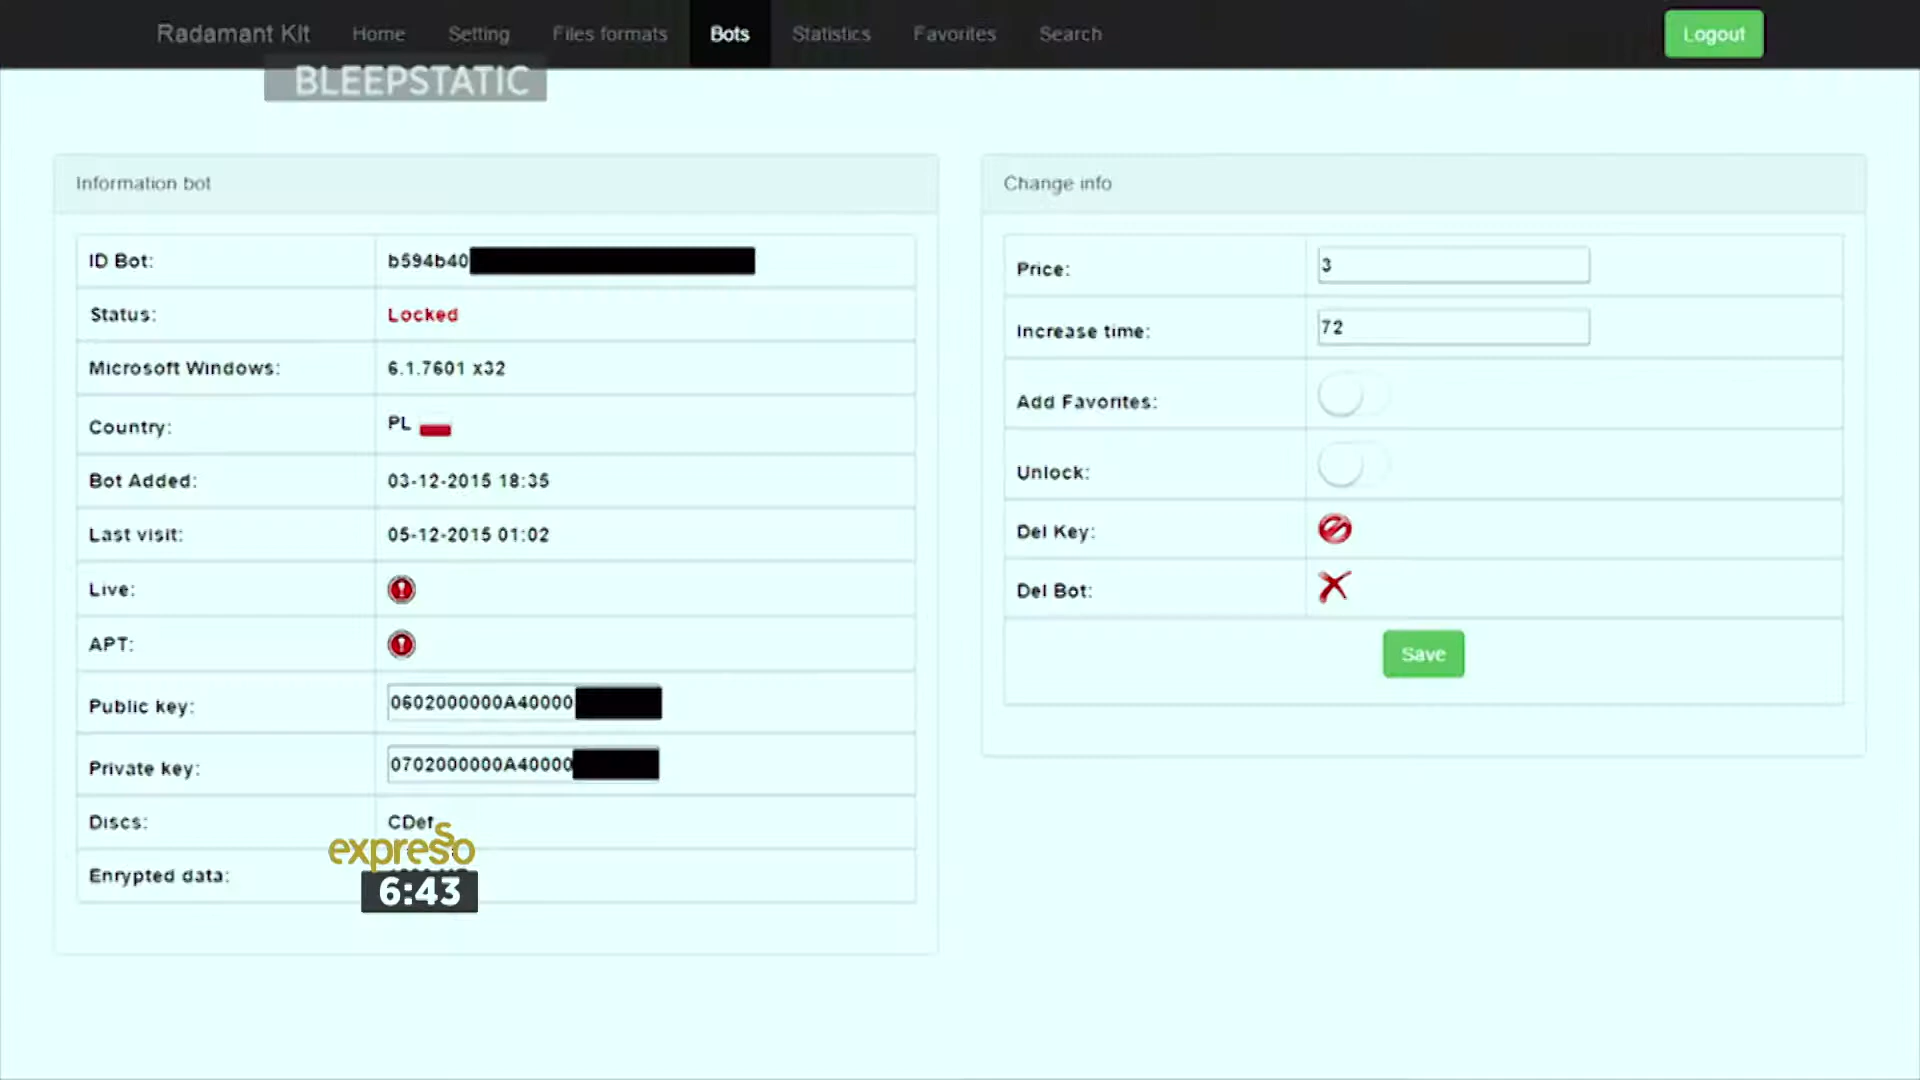 Radamant Kit Home Setting Files formats Bots Statistics Favorites Search Logout
BLEEPSTATIC
Information bot
ID Bot: b594b40
Status: Locked
Microsoft Windows: 6.1.7601 x32
Country: PL
Bot Added: 03-12-2015 18:35
Last visit: 05-12-2015 01:02
Live:
APT:
Public key: 0602000000A40000
Private key: 0702000000A40000
Discs:
Enrypted data:
expresso
6:43
Change info
Price: 3
Increase time: 72
Add Favorites:
Unlock:
Del Key:
Del Bot:
Save